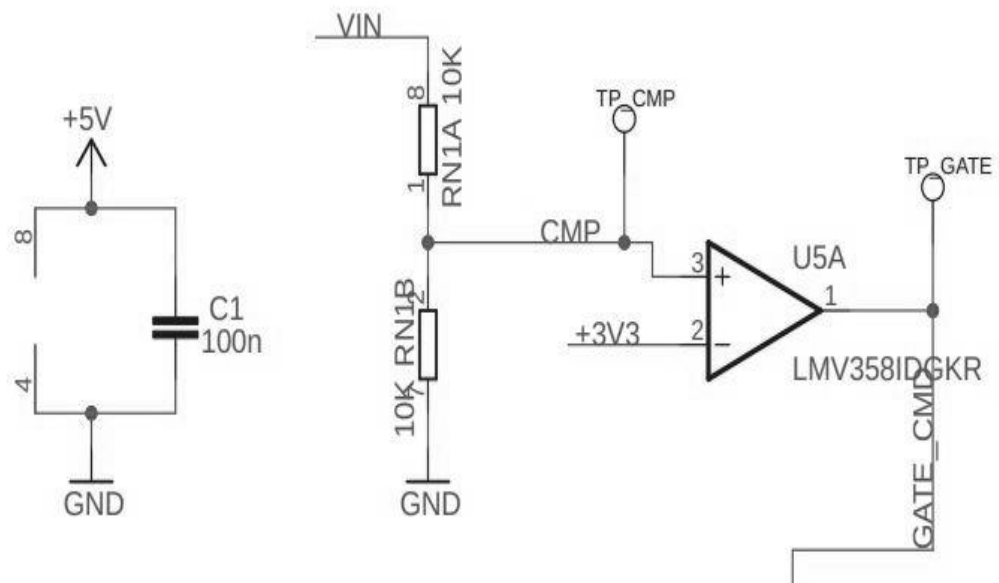 VIN
+5V
8
4
C1
100n
GND
8
RN1A 10K
1
2
10K RN1B
7
GND
TP_CMP
CMP
3
+
+3V3
2
-
U5A
1
LMV358IDGKR
TP_GATE
GATE_CMD